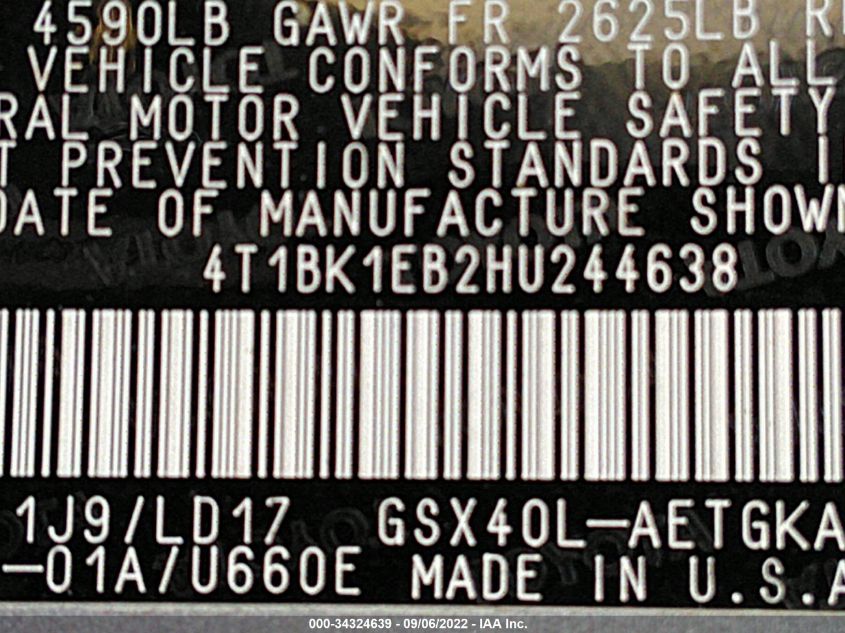 4590LB GAWR FR 2625LB
VEHICLE CONFORMS TO ALL
RAL MOTOR VEHICLE SAFETY
T PREVENTION STANDARDS I
DATE OF MANUFACTURE SHOWN
4T1BK1EB2HU244638
1J9/LD17 GSX40L-AETGKA
-01A/U660E MADE IN U.S.A
000-34324639 - 09/06/2022 - IAA Inc.